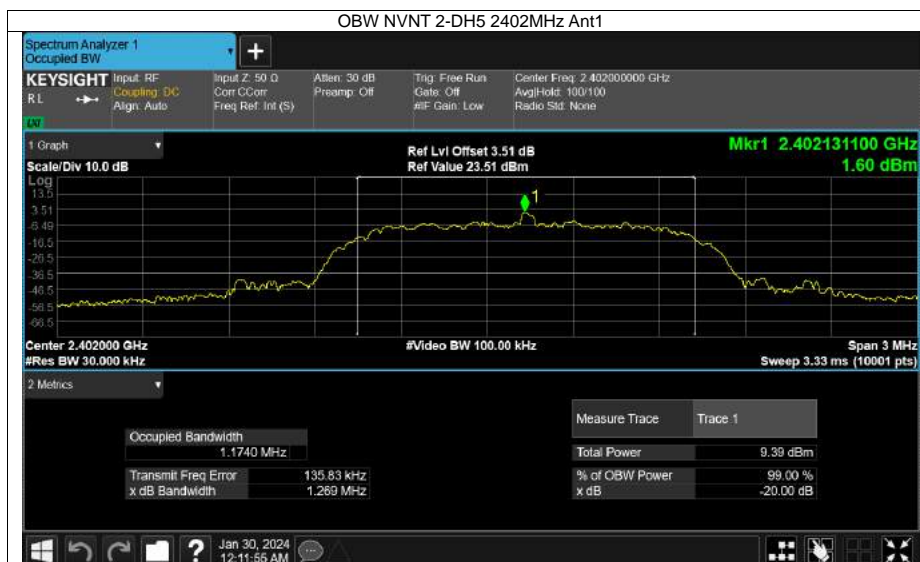 OBW NVNT 2-DH5 2402MHz Ant1
Spectrum Analyzer 1
Occupied BW
KEYSIGHT
R L
Input: RF
Coupling: DC
Align: Auto
Input Z: 50 Ω
Corr CCorr
Freq Ref: Int (S)
Atten: 30 dB
Preamp: Off
Trig: Free Run
Gate: Off
#IF Gain: Low
Center Freq: 2.402000000 GHz
Avg|Hold: 100/100
Radio Std: None
1 Graph
Scale/Div 10.0 dB
Ref Lvl Offset 3.51 dB
Ref Value 23.51 dBm
Mkr1 2.402131100 GHz
1.60 dBm
Log
13.5
3.51
-6.49
-16.5
-26.5
-36.5
-46.5
-56.5
-66.5
1
Center 2.402000 GHz
#Res BW 30.000 kHz
#Video BW 100.00 kHz
Span 3 MHz
Sweep 3.33 ms (10001 pts)
2 Metrics
Measure Trace Trace 1
Occupied Bandwidth
1.1740 MHz
Total Power 9.39 dBm
Transmit Freq Error 135.83 kHz
% of OBW Power 99.00 %
x dB Bandwidth 1.269 MHz
x dB -20.00 dB
Jan 30, 2024
12:11:55 AM